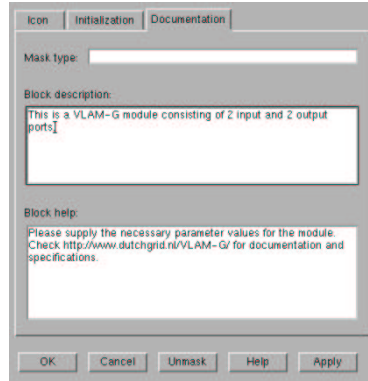 Icon Initialization Documentation
Mask type:
Block description:
This is a VLAM-G module consisting of 2 input and 2 output
ports
Block help:
Please supply the necessary parameter values for the module.
Check http://www.dutchgrid.nl/VLAM-G/ for documentation and
specifications.
OK Cancel Unmask Help Apply